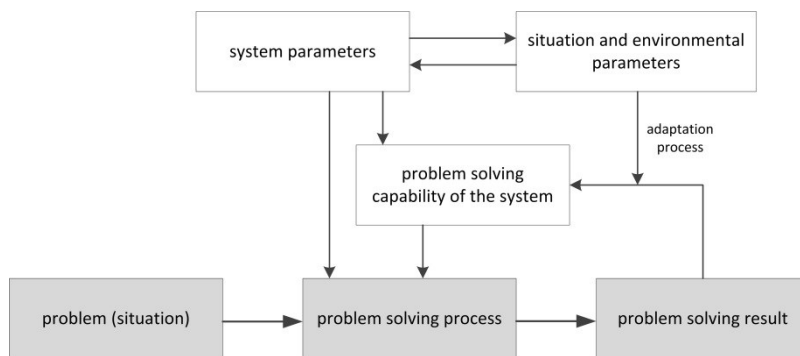 system parameters
situation and environmental
parameters
adaptation
process
problem solving
capability of the system
problem (situation)
problem solving process
problem solving result